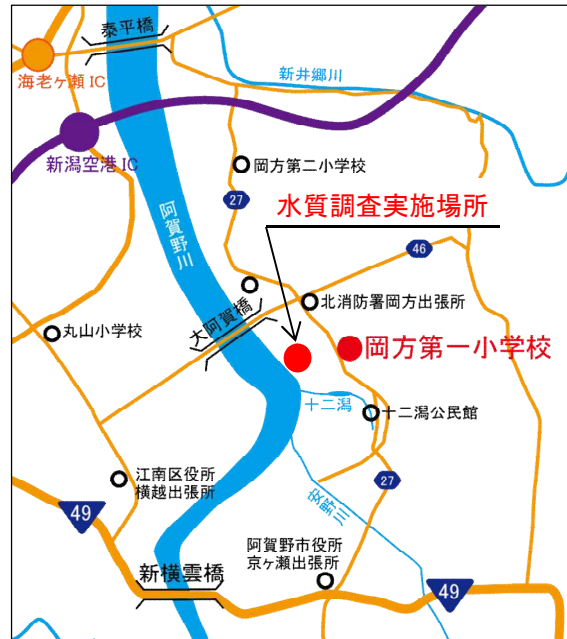 泰平橋
海老ヶ瀬 IC
新井郷川
新潟空港 IC
岡方第二小学校
27
水質調査実施場所
阿賀野川
46
北消防署岡方出張所
大阿賀橋
丸山小学校
岡方第一小学校
十二潟
十二潟公民館
江南区役所
横越出張所
27
49
安野川
阿賀野市役所
京ヶ瀬出張所
新横雲橋
49